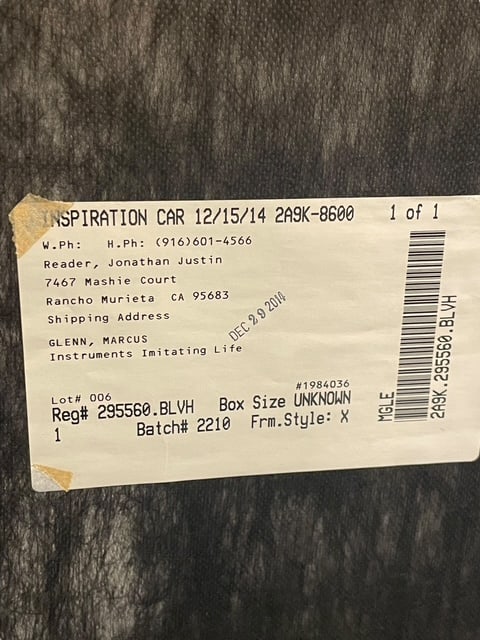 INSPIRATION CAR 12/15/14 2A9K-8600 1 of 1
W.Ph: H.Ph: (916)601-4566
Reader, Jonathan Justin
7467 Mashie Court
Rancho Murieta CA 95683
Shipping Address
DEC 29 2014
GLENN, MARCUS
Instruments Imitating Life
Lot# 006 #1984036
Reg# 295560.BLVH Box Size UNKNOWN
1 Batch# 2210 Frm.Style: X
MGLE
2A9K.295560.BLVH